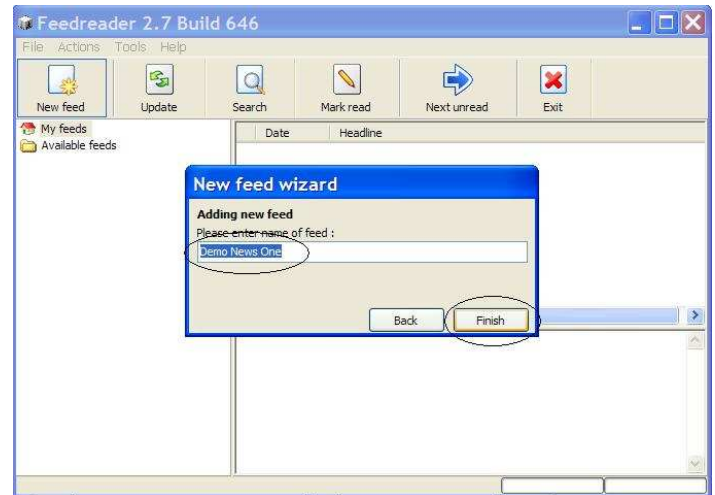 Feedreader 2.7 Build 646
File Actions Tools Help
New feed Update Search Mark read Next unread Exit
My feeds
Available feeds
Date Headline
New feed wizard
Adding new feed
Please enter name of feed :
Demo News One
Back Finish